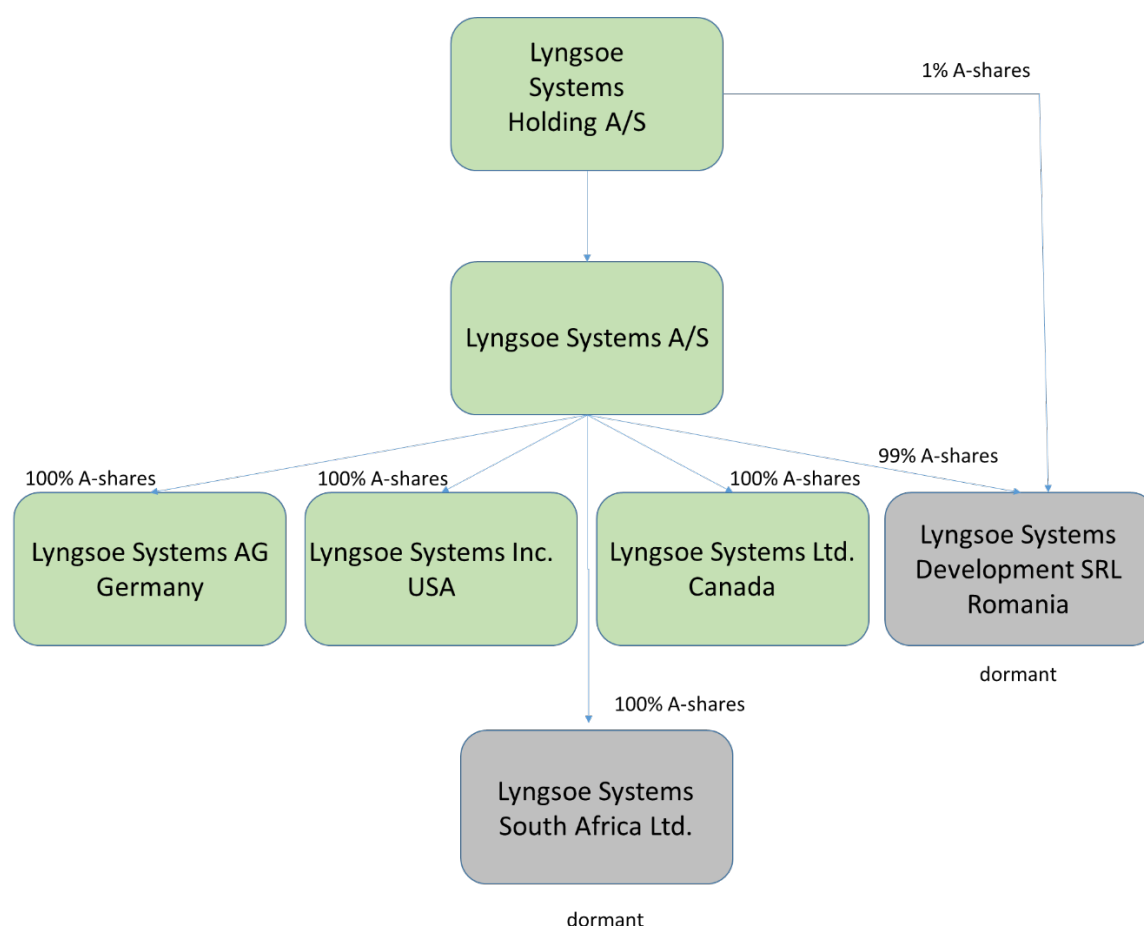 Lyngsoe
Systems
Holding A/S
1% A-shares
Lyngsoe Systems A/S
100% A-shares
100% A-shares
100% A-shares
99% A-shares
Lyngsoe Systems AG
Germany
Lyngsoe Systems Inc.
USA
Lyngsoe Systems Ltd.
Canada
Lyngsoe Systems
Development SRL
Romania
dormant
100% A-shares
Lyngsoe Systems
South Africa Ltd.
dormant